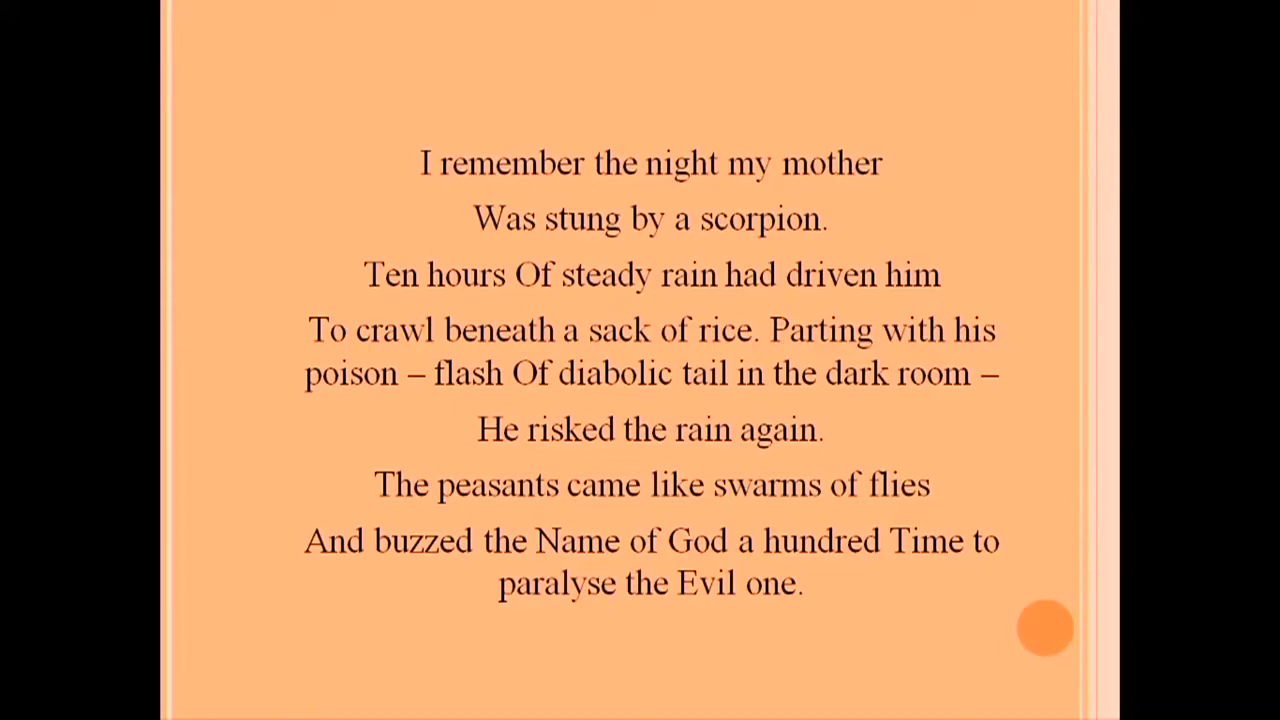 I remember the night my mother
Was stung by a scorpion.
Ten hours Of steady rain had driven him
To crawl beneath a sack of rice. Parting with his
poison – flash Of diabolic tail in the dark room –
He risked the rain again.
The peasants came like swarms of flies
And buzzed the Name of God a hundred Time to
paralyse the Evil one.